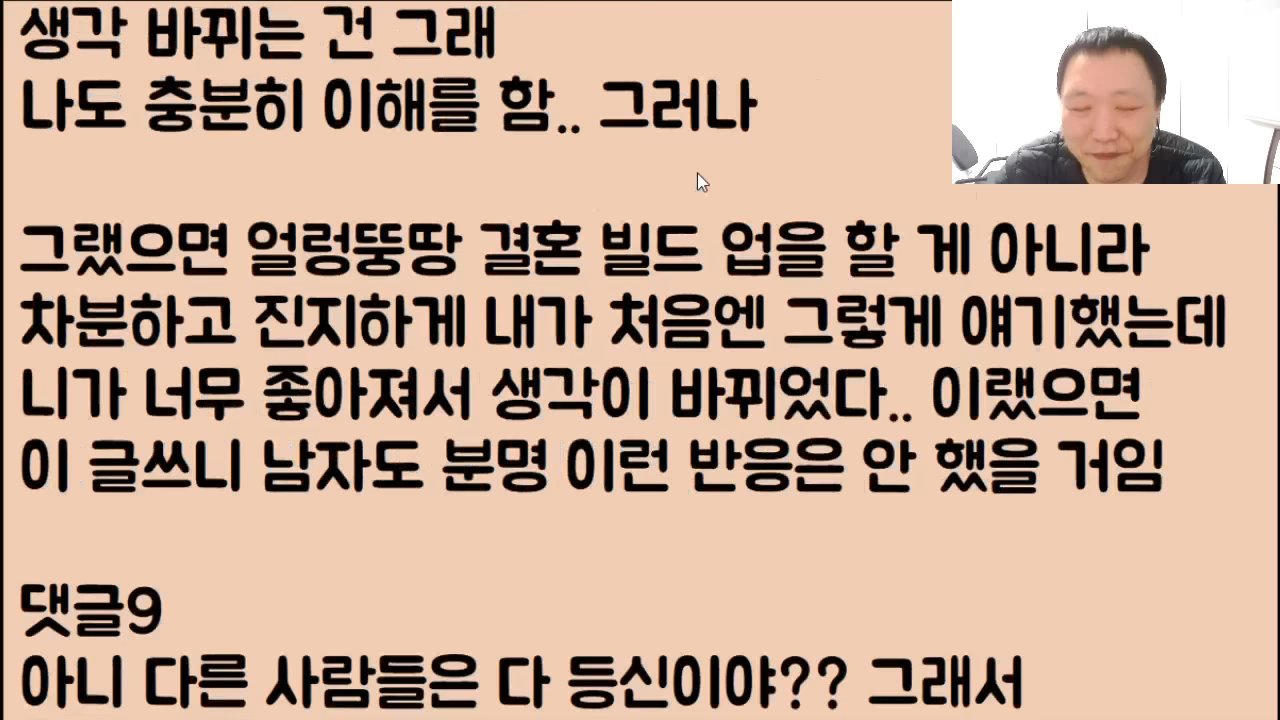 생각 바뀌는 건 그래
나도 충분히 이해를 함.. 그러나
그랬으면 얼렁뚱땅 결혼 빌드 업을 할 게 아니라
차분하고 진지하게 내가 처음엔 그렇게 얘기했는데
니가 너무 좋아져서 생각이 바뀌었다.. 이랬으면
이 글쓰니 남자도 분명 이런 반응은 안 했을 거임
댓글9
아니 다른 사람들은 다 등신이야?? 그래서